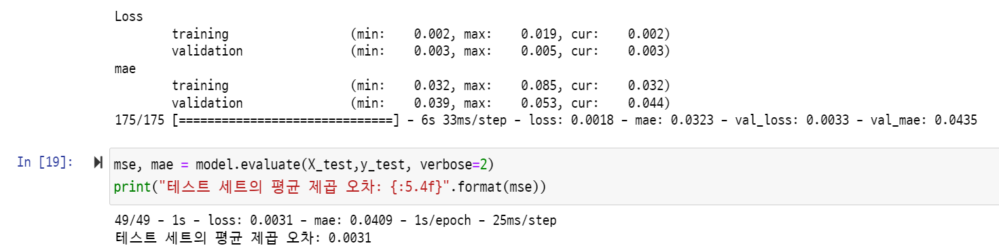 Loss
training (min: 0.002, max: 0.019, cur: 0.002)
validation (min: 0.003, max: 0.005, cur: 0.003)
mae
training (min: 0.032, max: 0.085, cur: 0.032)
validation (min: 0.039, max: 0.053, cur: 0.044)
175/175 [==============================] - 6s 33ms/step - loss: 0.0018 - mae: 0.0323 - val_loss: 0.0033 - val_mae: 0.0435
In [19]: mse, mae = model.evaluate(X_test,y_test, verbose=2)
print("테스트 세트의 평균 제곱 오차: {:5.4f}".format(mse))
49/49 - 1s - loss: 0.0031 - mae: 0.0409 - 1s/epoch - 25ms/step
테스트 세트의 평균 제곱 오차: 0.0031